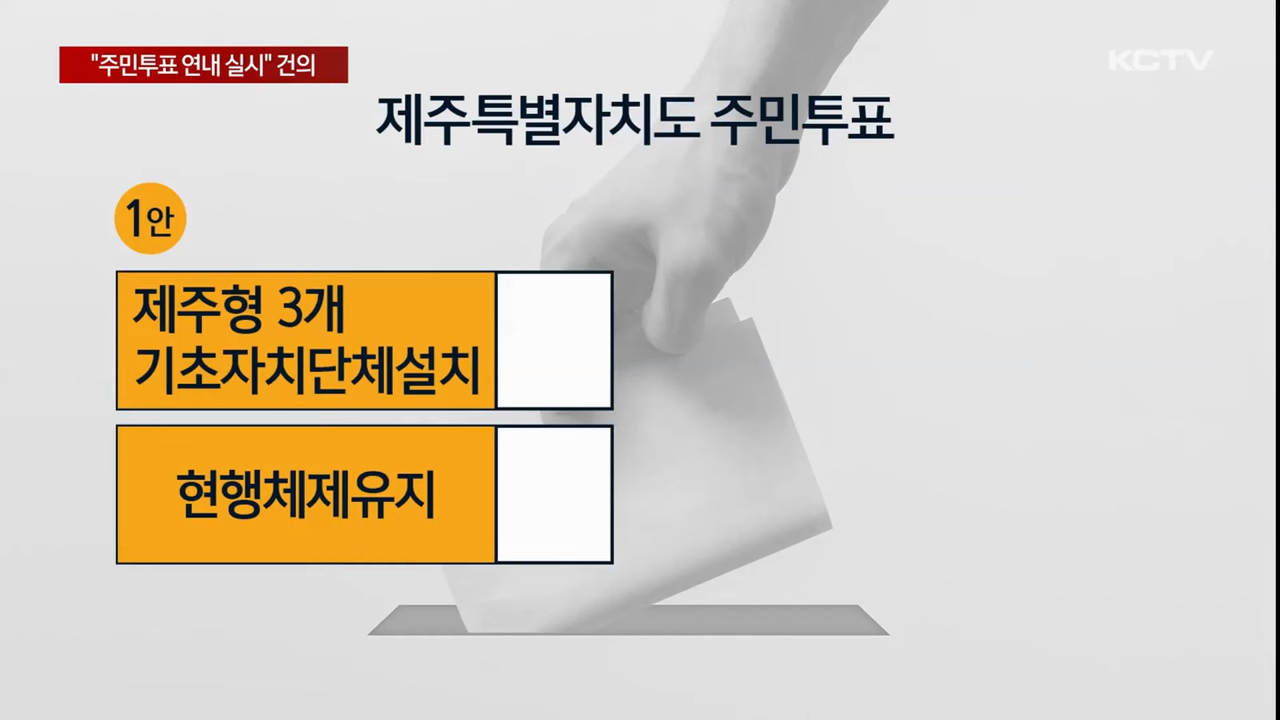 "주민투표 연내 실시" 건의
KCTV
제주특별자치도 주민투표
1안
제주형 3개
기초자치단체설치
현행체제유지